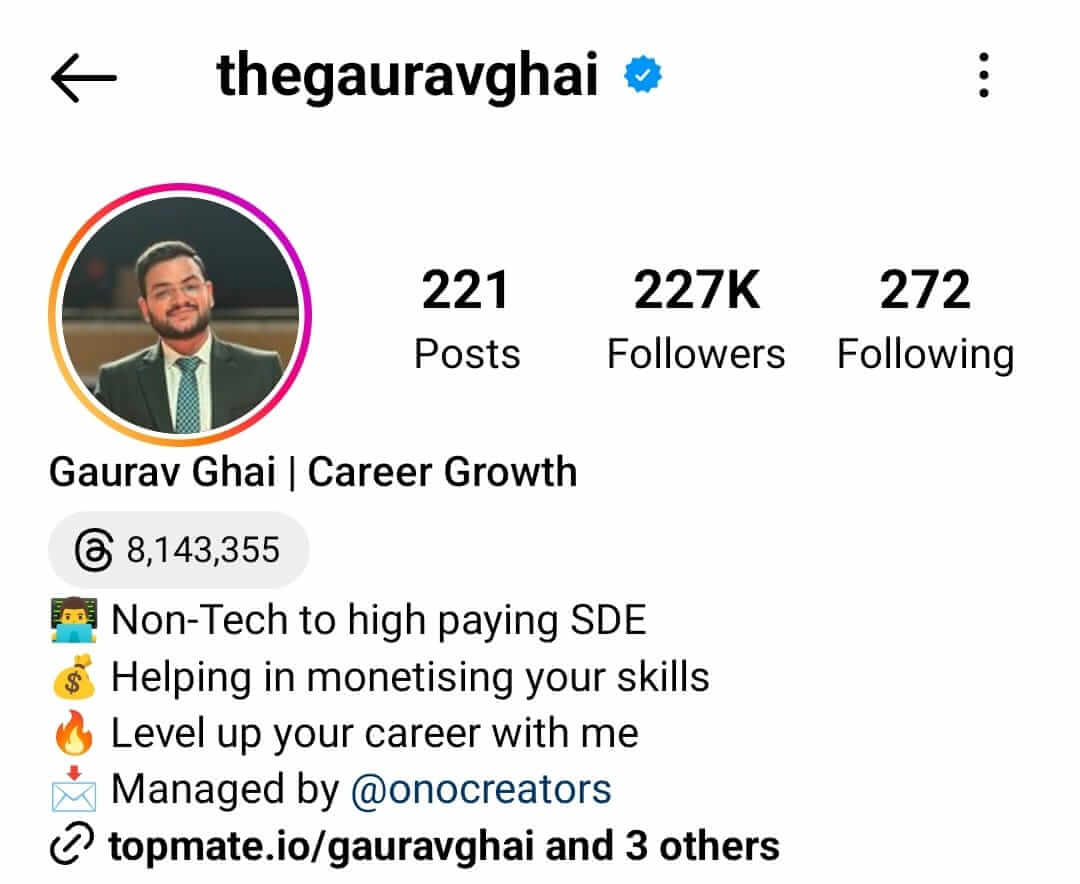 thegauravghai
221 227K 272
Posts Followers Following
Gaurav Ghai | Career Growth
8,143,355
Non-Tech to high paying SDE
Helping in monetising your skills
Level up your career with me
Managed by @onocreators
topmate.io/gauravghai and 3 others